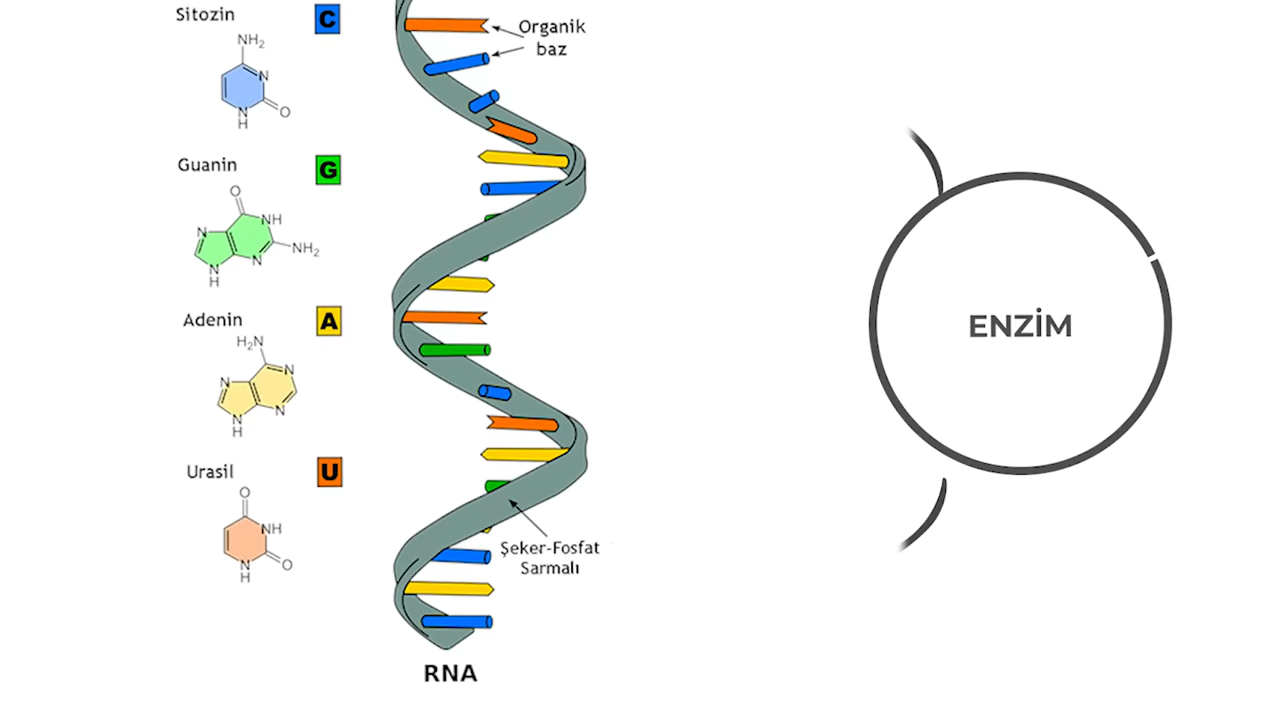 Sitozin
C
NH₂
N
N
H
O
Organik
baz
Guanin
G
O
N
NH
N
H
N
NH₂
Adenin
A
H₂N
N
N
N
H
N
Urasil
U
O
NH
N
H
O
Şeker-Fosfat
Sarmalı
RNA
ENZİM